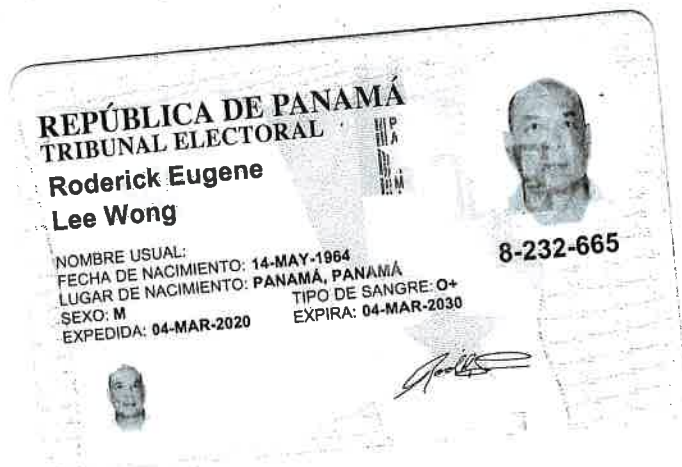 REPÚBLICA DE PANAMÁ
TRIBUNAL ELECTORAL
Roderick Eugene
Lee Wong
NOMBRE USUAL:
FECHA DE NACIMIENTO: 14-MAY-1964
LUGAR DE NACIMIENTO: PANAMÁ, PANAMÁ
SEXO: M TIPO DE SANGRE: O+
EXPEDIDA: 04-MAR-2020 EXPIRA: 04-MAR-2030
8-232-665